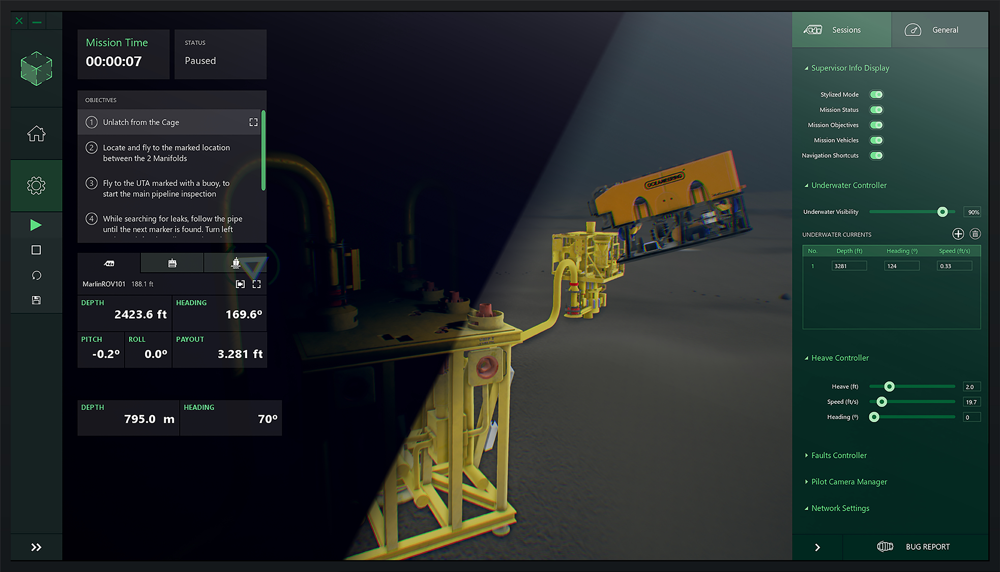 Mission Time
00:00:07
STATUS
Paused
OBJECTIVES
1 Unlatch from the Cage
2 Locate and fly to the marked location
between the 2 Manifolds
3 Fly to the UTA marked with a buoy, to
start the main pipeline inspection
4 While searching for leaks, follow the pipe
until the next marker is found. Turn left
MarlinROV101 188.1 ft
DEPTH
2423.6 ft
HEADING
169.6º
PITCH
-0.2º
ROLL
0.0º
PAYOUT
3.281 ft
DEPTH
795.0 m
HEADING
70º
OCEANEERING
Sessions
General
Supervisor Info Display
Stylized Mode
Mission Status
Mission Objectives
Mission Vehicles
Navigation Shortcuts
Underwater Controller
Underwater Visibility 90%
UNDERWATER CURRENTS
No. Depth (ft) Heading (º) Speed (ft/s)
1 3281 124 0.33
Heave Controller
Heave (ft) 2.0
Speed (ft/s) 19.7
Heading (º) 0
Faults Controller
Pilot Camera Manager
Network Settings
BUG REPORT